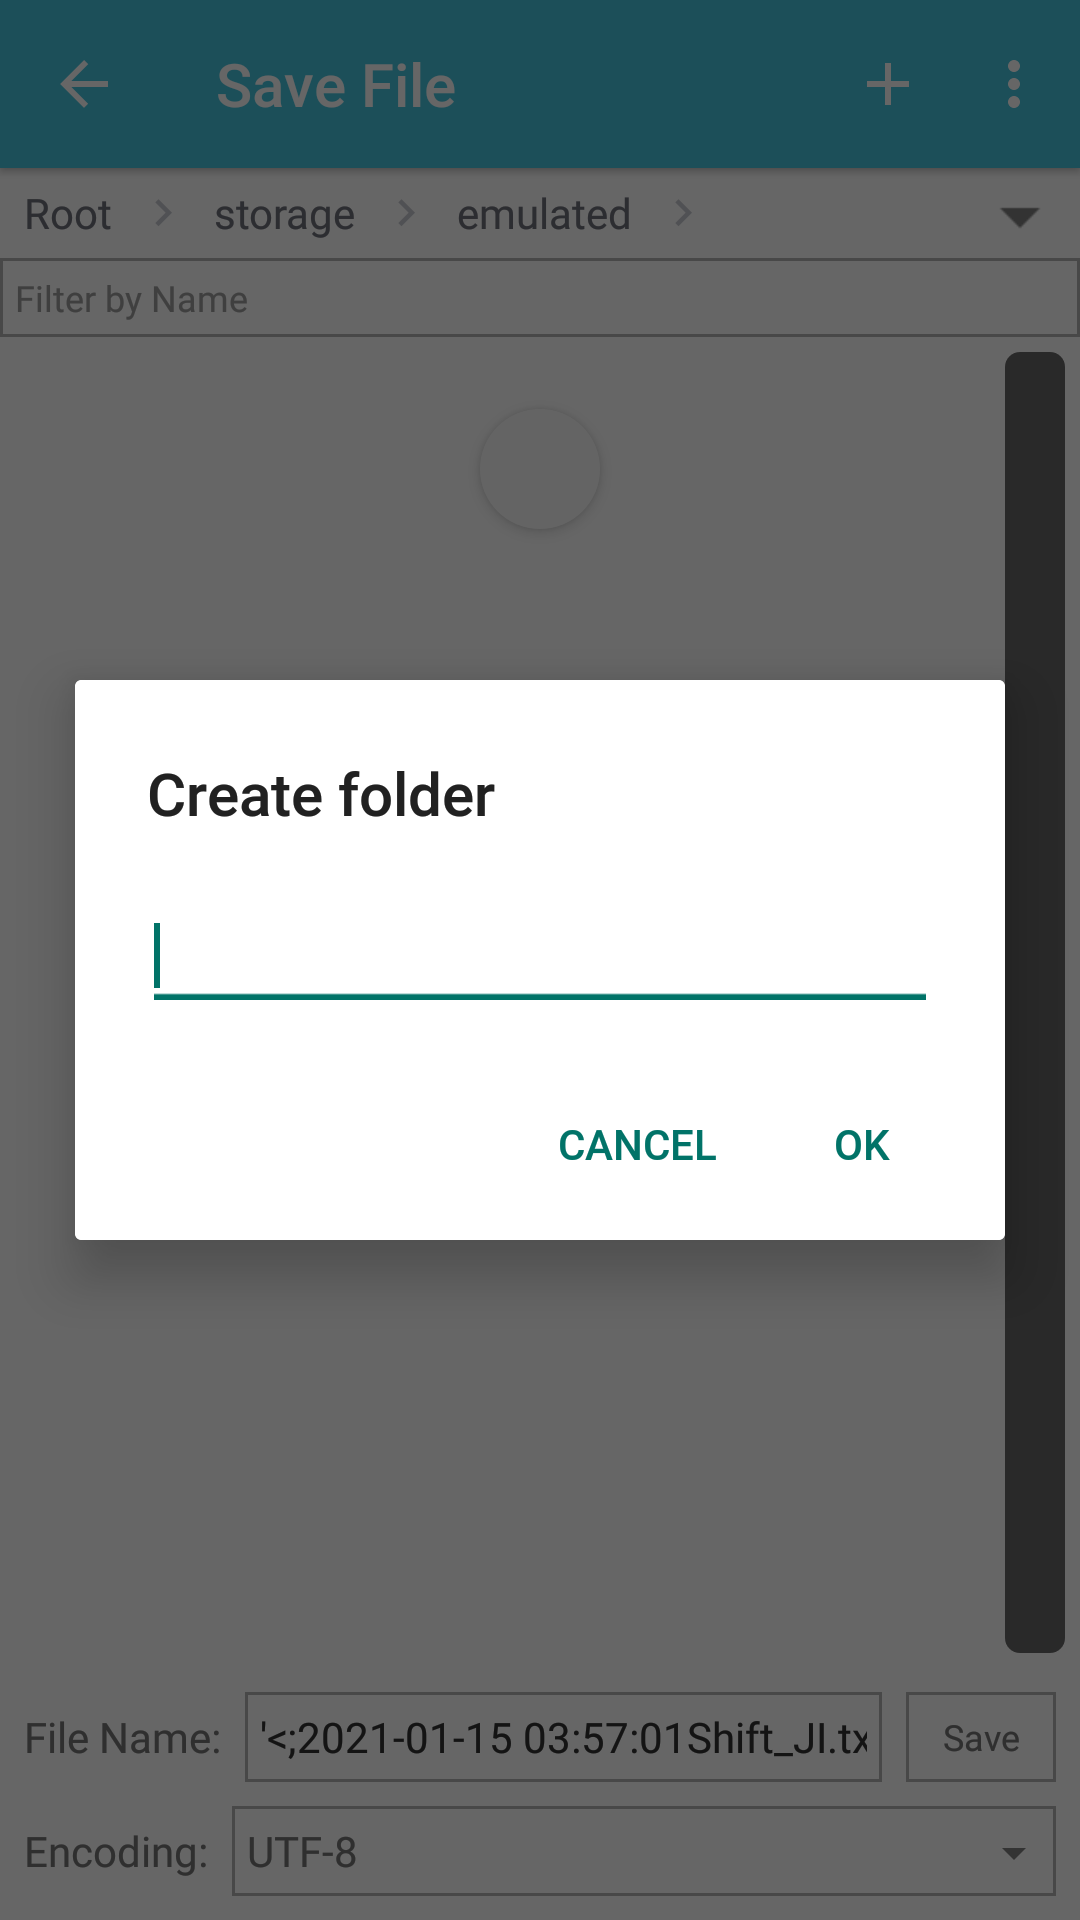 Save File
Root > storage > emulated >
Filter by Name
Create folder
CANCEL OK
File Name: '<;2021-01-15 03:57:01Shift_JI.tx Save
Encoding: UTF-8